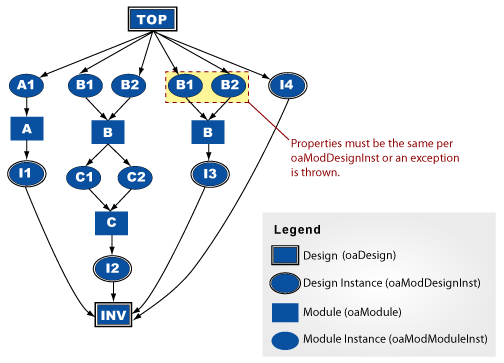 TOP
A1
B1
B2
B1
B2
I4
A
B
B
Properties must be the same per
oaModDesignInst or an exception
is thrown.
I1
C1
C2
I3
C
I2
INV
Legend
Design (oaDesign)
Design Instance (oaModDesignInst)
Module (oaModule)
Module Instance (oaModModuleInst)